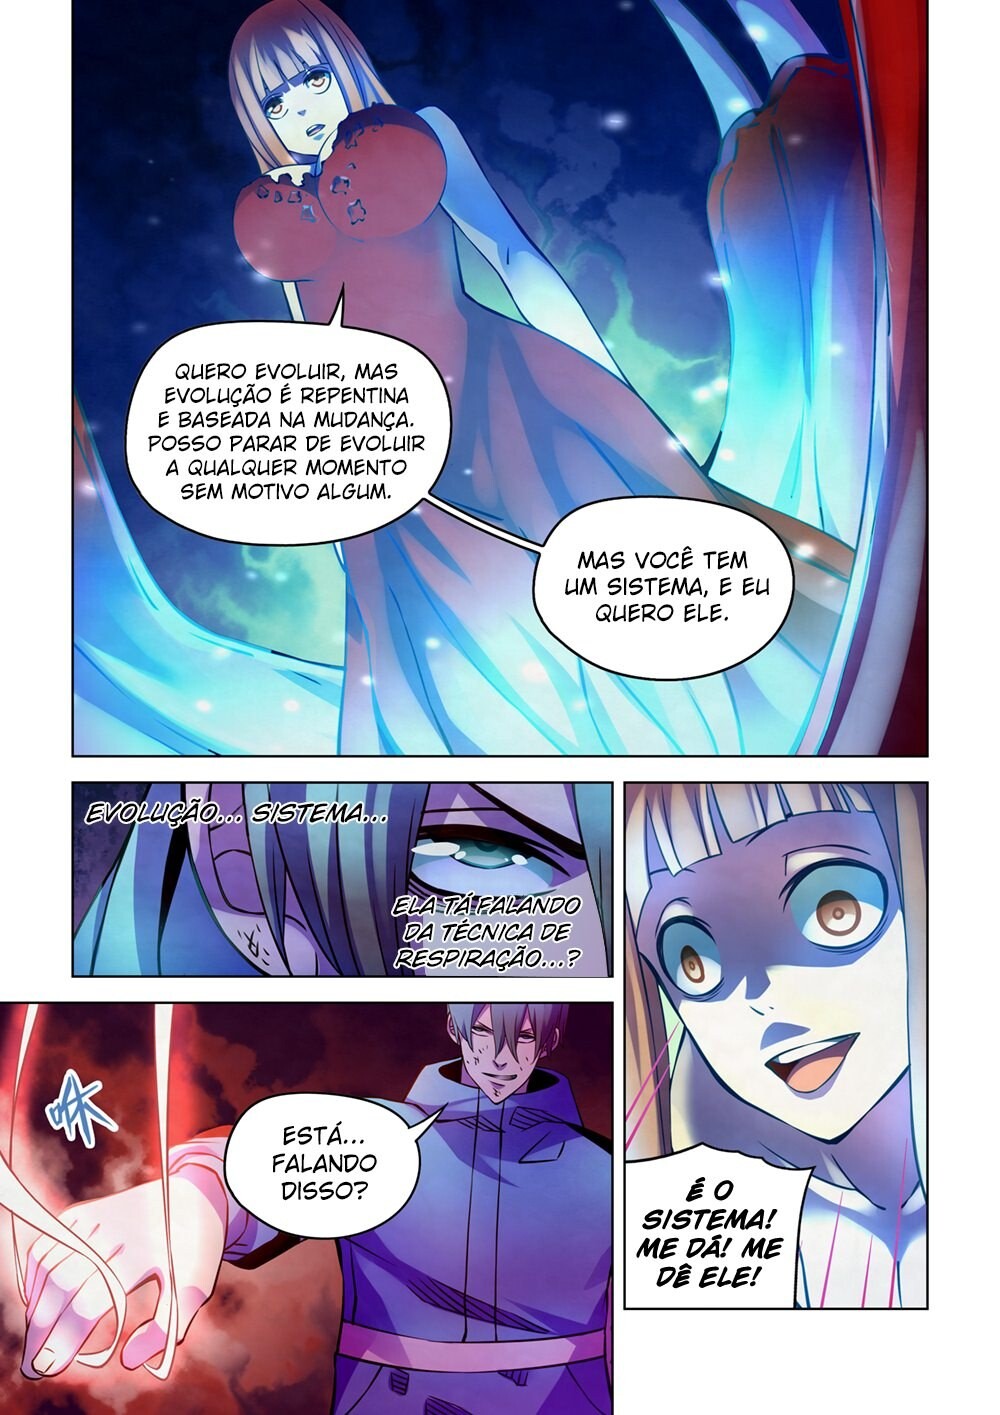 QUERO EVOLUIR, MAS
EVOLUÇÃO É REPENTINA
E BASEADA NA MUDANÇA.
POSSO PARAR DE EVOLUIR
A QUALQUER MOMENTO
SEM MOTIVO ALGUM.
MAS VOCÊ TEM
UM SISTEMA, E EU
QUERO ELE.
EVOLUÇÃO... SISTEMA...
ELA TÁ FALANDO
DA TÉCNICA DE
RESPIRAÇÃO...?
ESTÁ...
FALANDO
DISSO?
É O
SISTEMA!
ME DÁ! ME
DÊ ELE!